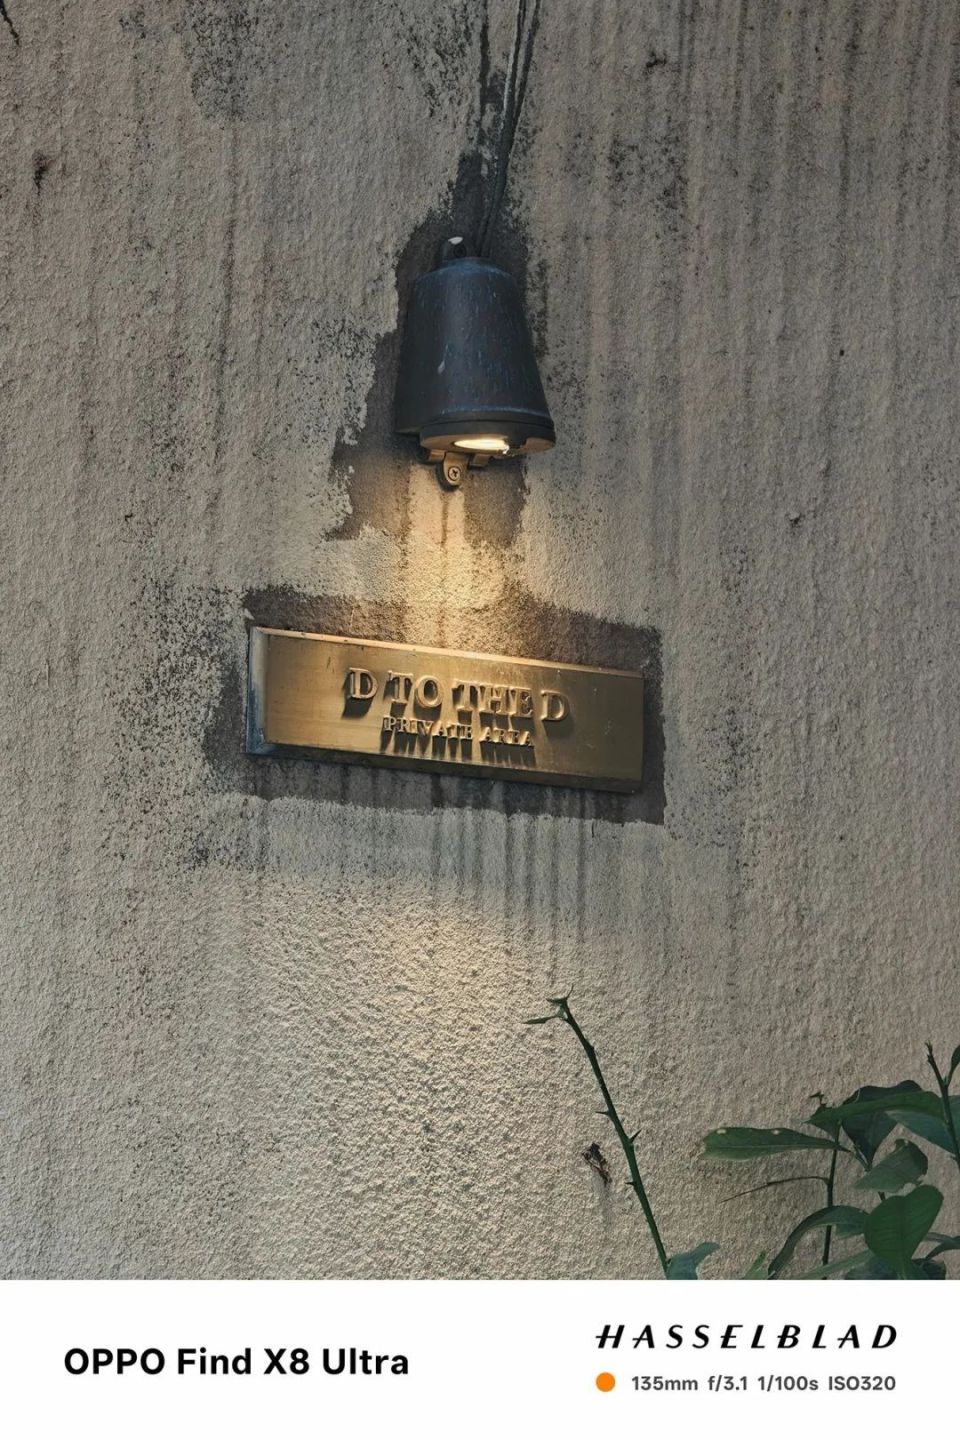 D TO THE D
PRIVATE AREA
OPPO Find X8 Ultra
HASSELBLAD
135mm f/3.1 1/100s ISO320